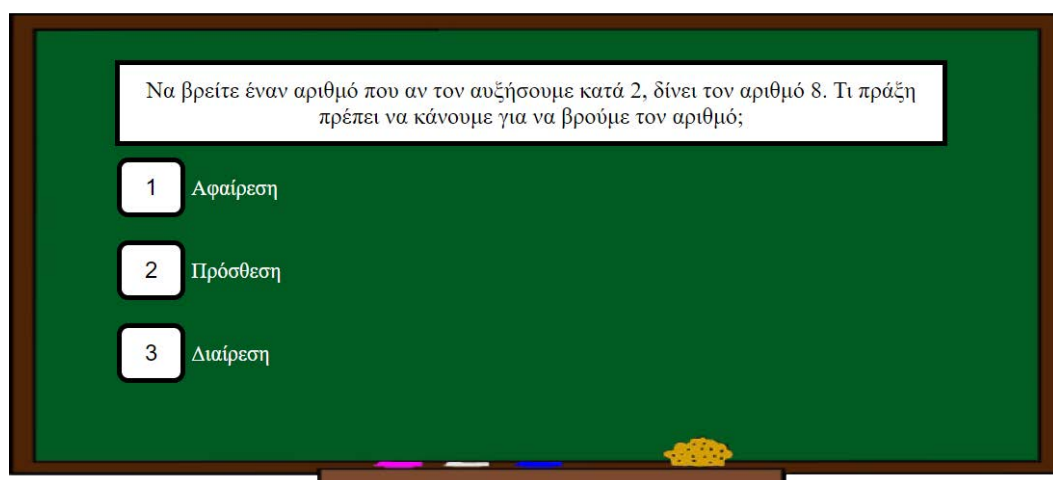 Να βρείτε έναν αριθμό που αν τον αυξήσουμε κατά 2, δίνει τον αριθμό 8. Τι πράξη
πρέπει να κάνουμε για να βρούμε τον αριθμό;
1 Αφαίρεση
2 Πρόσθεση
3 Διαίρεση